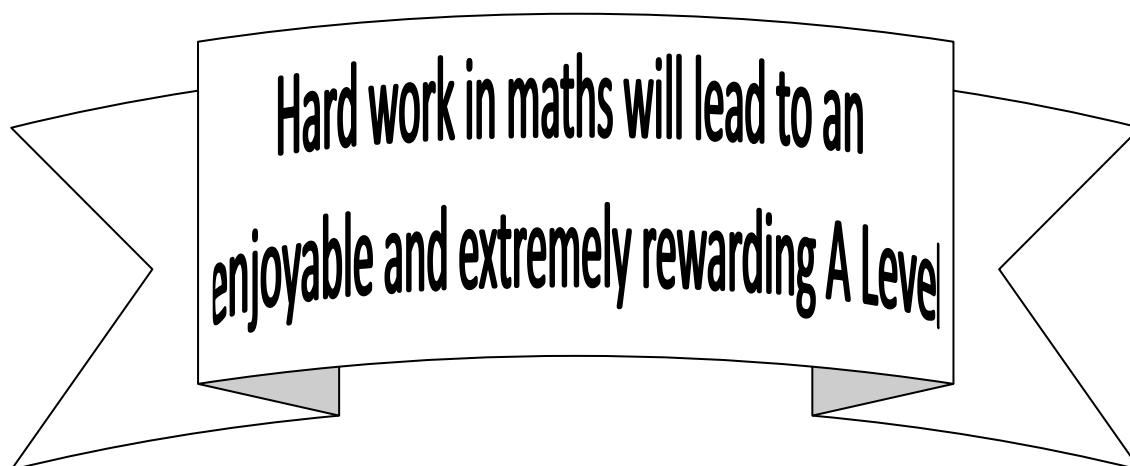 Hard work in maths will lead to an
enjoyable and extremely rewarding A Level